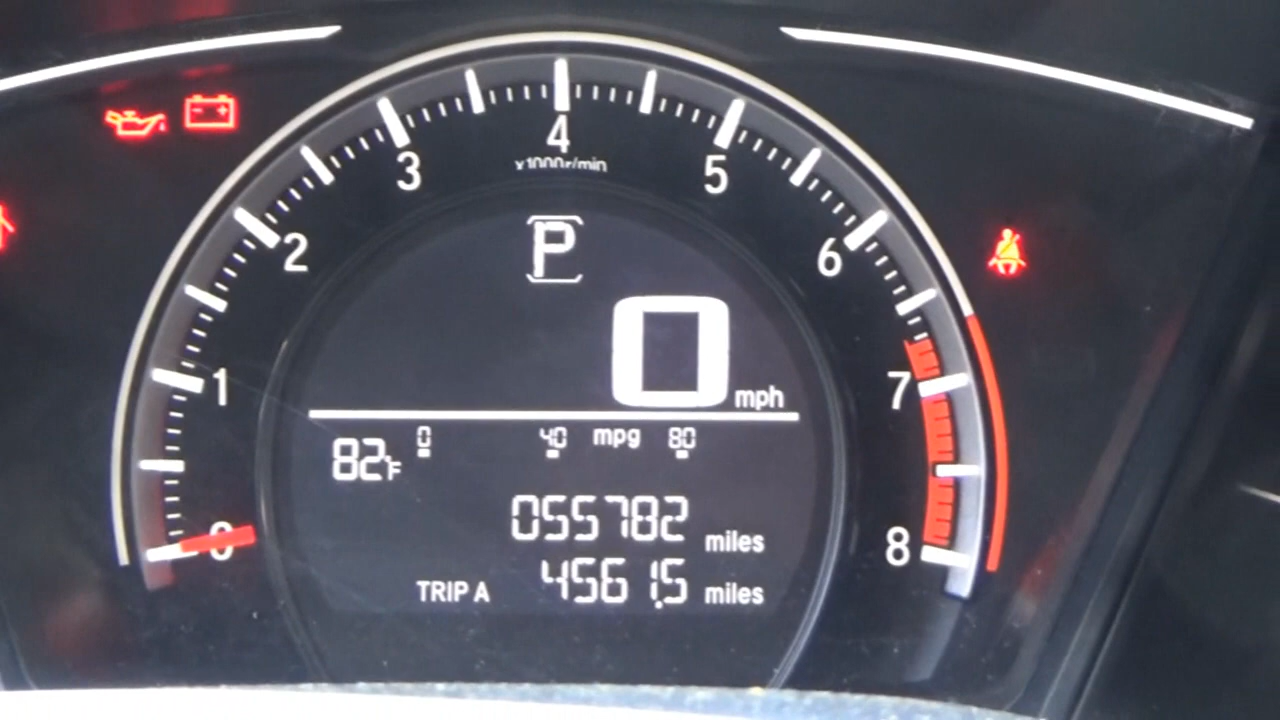 4
x1000r/min
3 5
2 6
P
1 7
0 mph
0 40 mpg 80
82°F
055782 miles
0 8
TRIP A 4561.5 miles